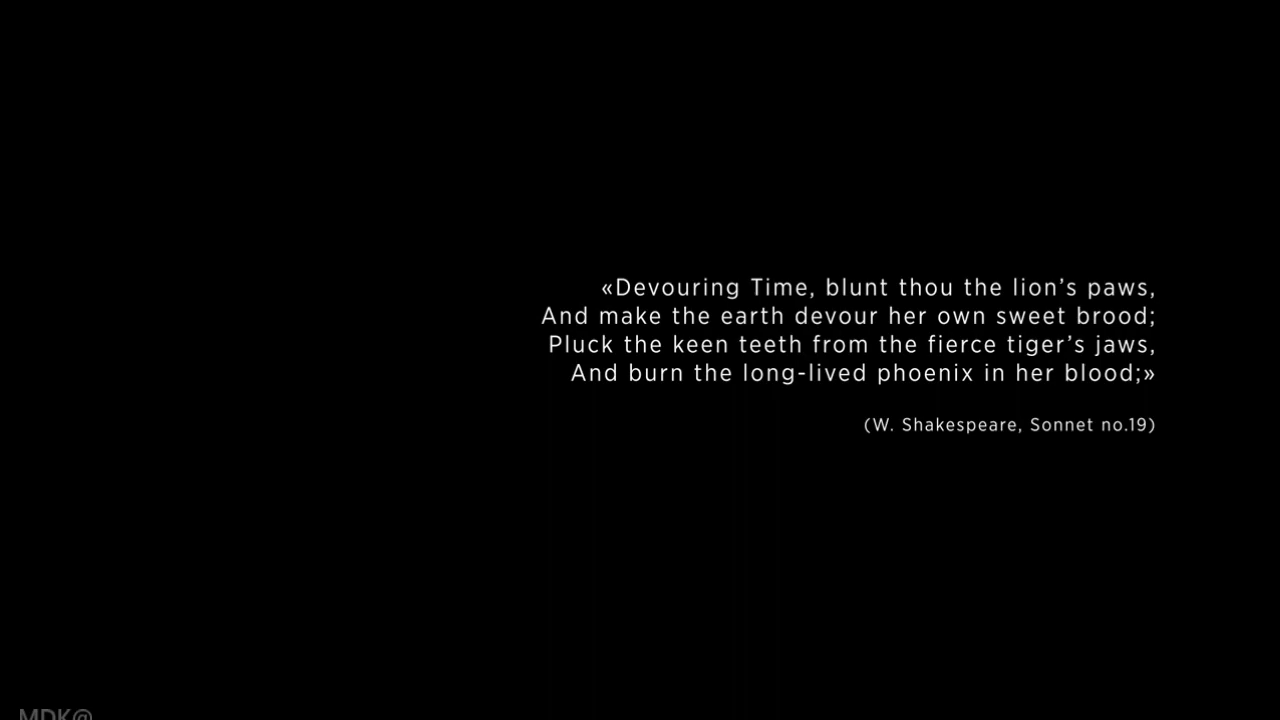 «Devouring Time, blunt thou the lion’s paws,
And make the earth devour her own sweet brood;
Pluck the keen teeth from the fierce tiger’s jaws,
And burn the long-lived phoenix in her blood;»
(W. Shakespeare, Sonnet no.19)
MDK@